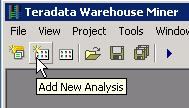 Teradata Warehouse Miner
File View Project Tools Window
Add New Analysis